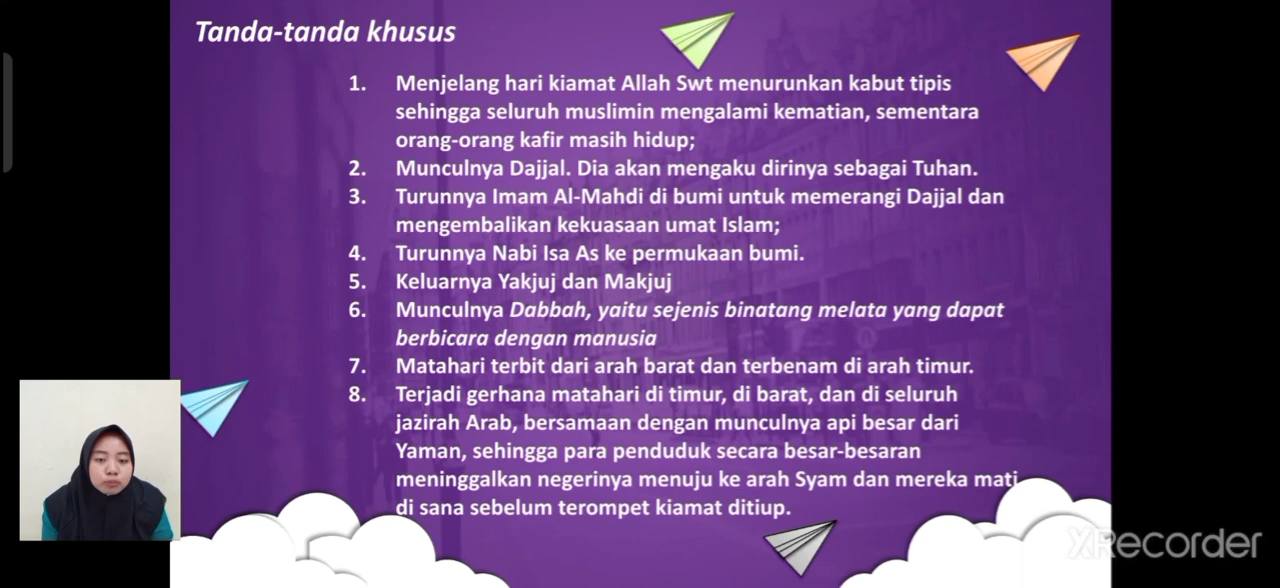 Tanda-tanda khusus
1. Menjelang hari kiamat Allah Swt menurunkan kabut tipis
sehingga seluruh muslimin mengalami kematian, sementara
orang-orang kafir masih hidup;
2. Munculnya Dajjal. Dia akan mengaku dirinya sebagai Tuhan.
3. Turunnya Imam Al-Mahdi di bumi untuk memerangi Dajjal dan
mengembalikan kekuasaan umat Islam;
4. Turunnya Nabi Isa As ke permukaan bumi.
5. Keluarnya Yakjuj dan Makjuj
6. Munculnya Dabbah, yaitu sejenis binatang melata yang dapat
berbicara dengan manusia
7. Matahari terbit dari arah barat dan terbenam di arah timur.
8. Terjadi gerhana matahari di timur, di barat, dan di seluruh
jazirah Arab, bersamaan dengan munculnya api besar dari
Yaman, sehingga para penduduk secara besar-besaran
meninggalkan negerinya menuju ke arah Syam dan mereka mati
di sana sebelum terompet kiamat ditiup.
XRecorder